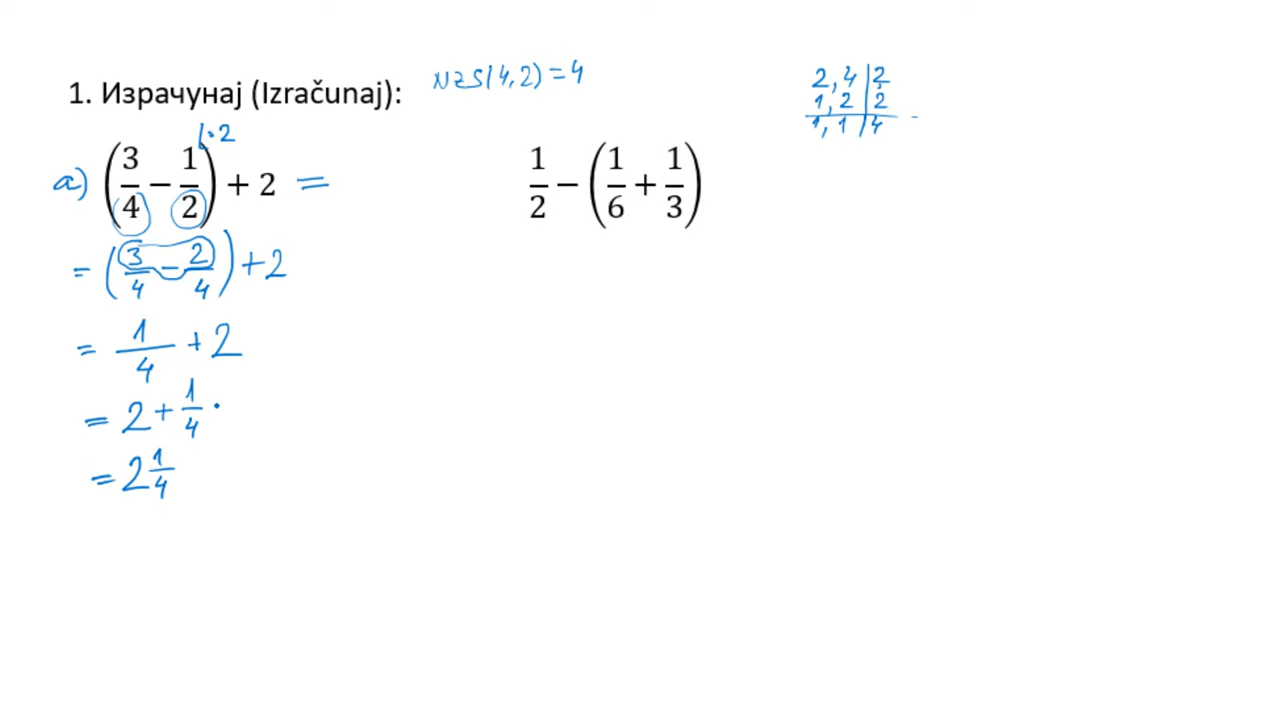 1. Израчунај (Izračunaj):
NZS(4,2)=4
2,4|2
1,2|2
1,1|4
|·2
a) (3/4 − 1/2) + 2 =
= (3/4 − 2/4) + 2
= 1/4 + 2
= 2 + 1/4
= 2 1/4
1/2 − (1/6 + 1/3)